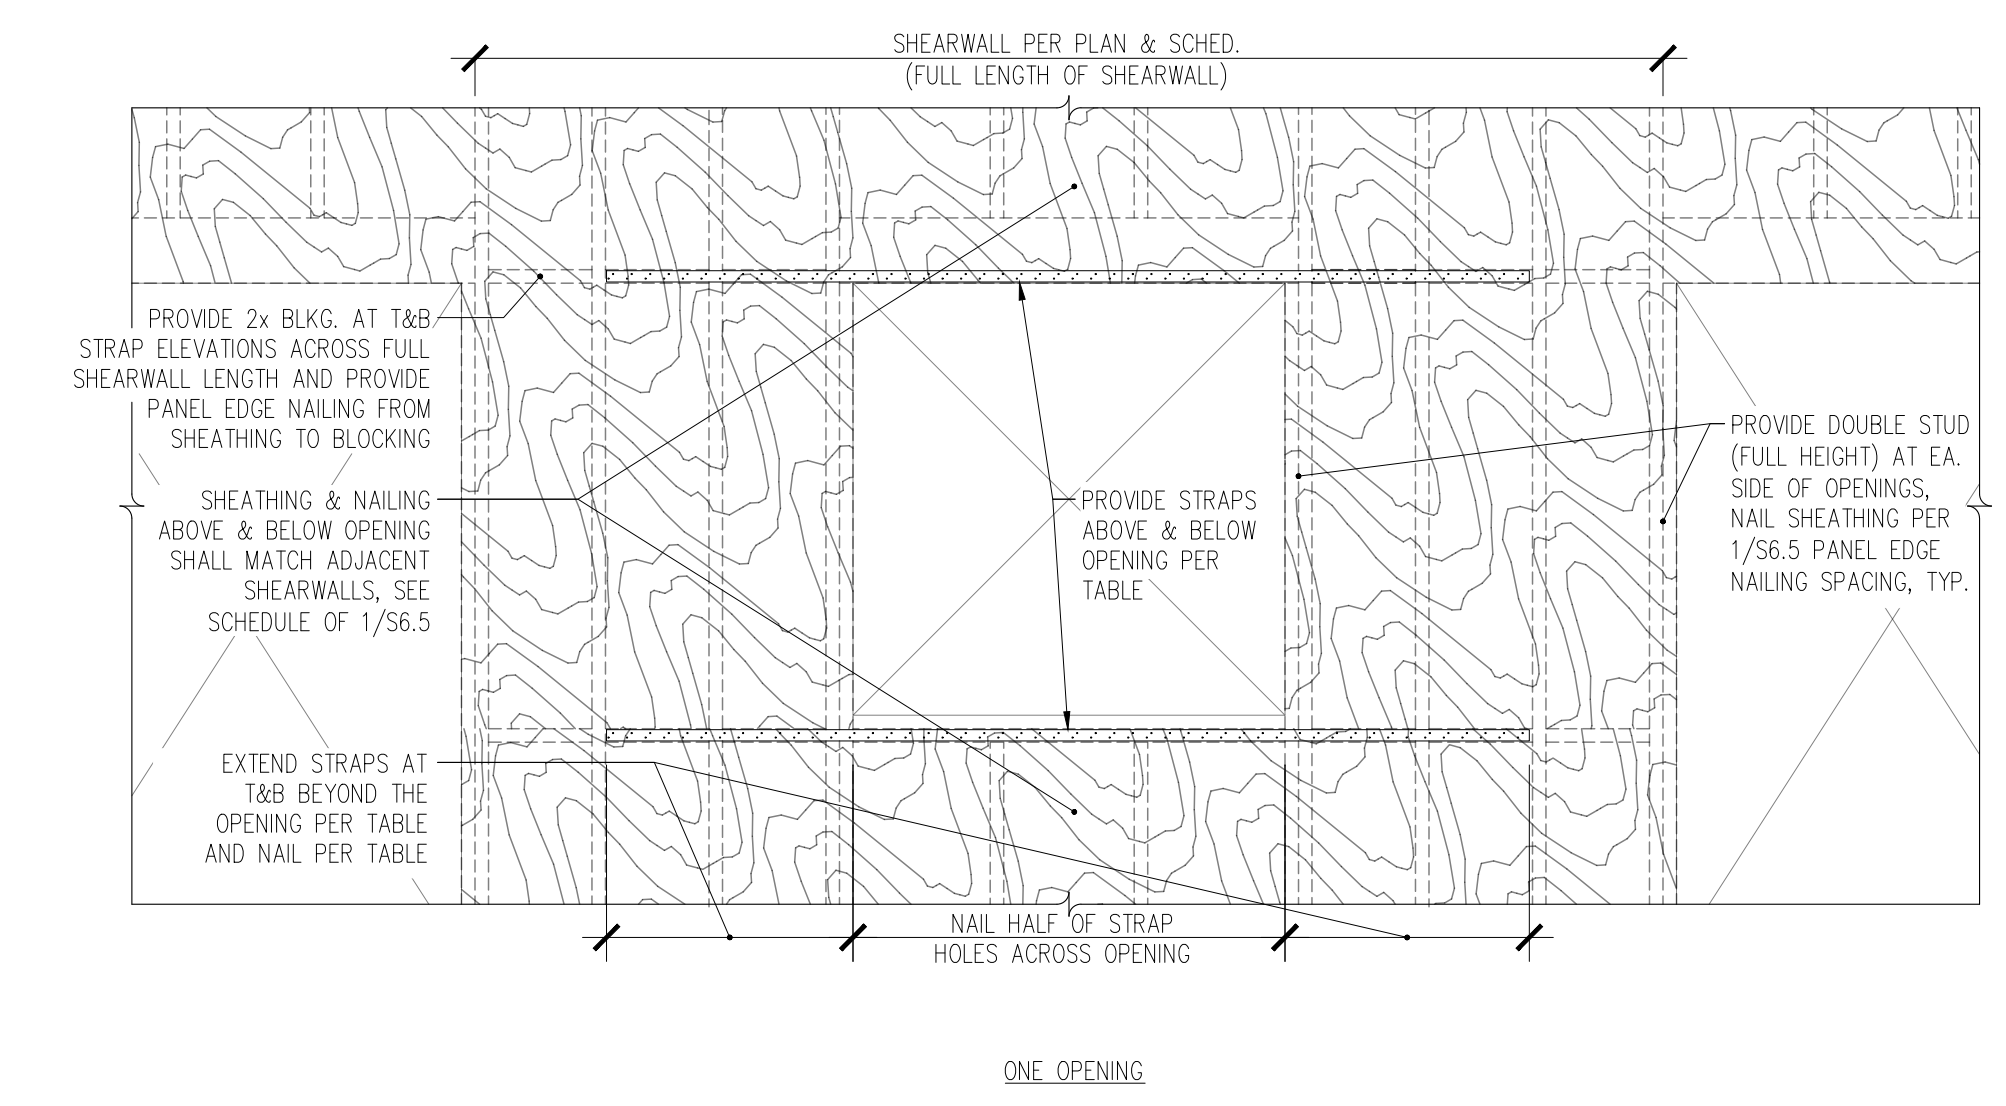 SHEARWALL PER PLAN & SCHED.
(FULL LENGTH OF SHEARWALL)
PROVIDE 2x BLKG. AT T&B
STRAP ELEVATIONS ACROSS FULL
SHEARWALL LENGTH AND PROVIDE
PANEL EDGE NAILING FROM
SHEATHING TO BLOCKING
SHEATHING & NAILING
ABOVE & BELOW OPENING
SHALL MATCH ADJACENT
SHEARWALLS, SEE
SCHEDULE OF 1/S6.5
EXTEND STRAPS AT
T&B BEYOND THE
OPENING PER TABLE
AND NAIL PER TABLE
PROVIDE STRAPS
ABOVE & BELOW
OPENING PER
TABLE
PROVIDE DOUBLE STUD
(FULL HEIGHT) AT EA.
SIDE OF OPENINGS,
NAIL SHEATHING PER
1/S6.5 PANEL EDGE
NAILING SPACING, TYP.
NAIL HALF OF STRAP
HOLES ACROSS OPENING
ONE OPENING